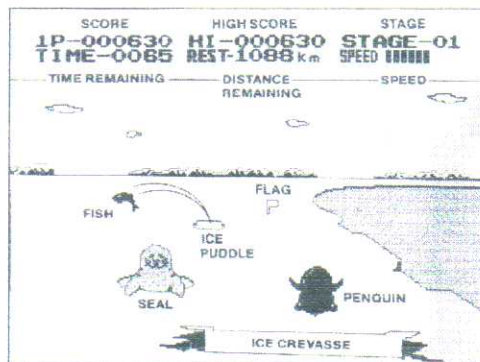 SCORE HIGH SCORE STAGE
1P-000630 HI-000630 STAGE-01
TIME-0065 REST-1088km SPEED
TIME REMAINING DISTANCE REMAINING SPEED
FLAG
P
FISH
ICE PUDDLE
SEAL
PENQUIN
ICE CREVASSE